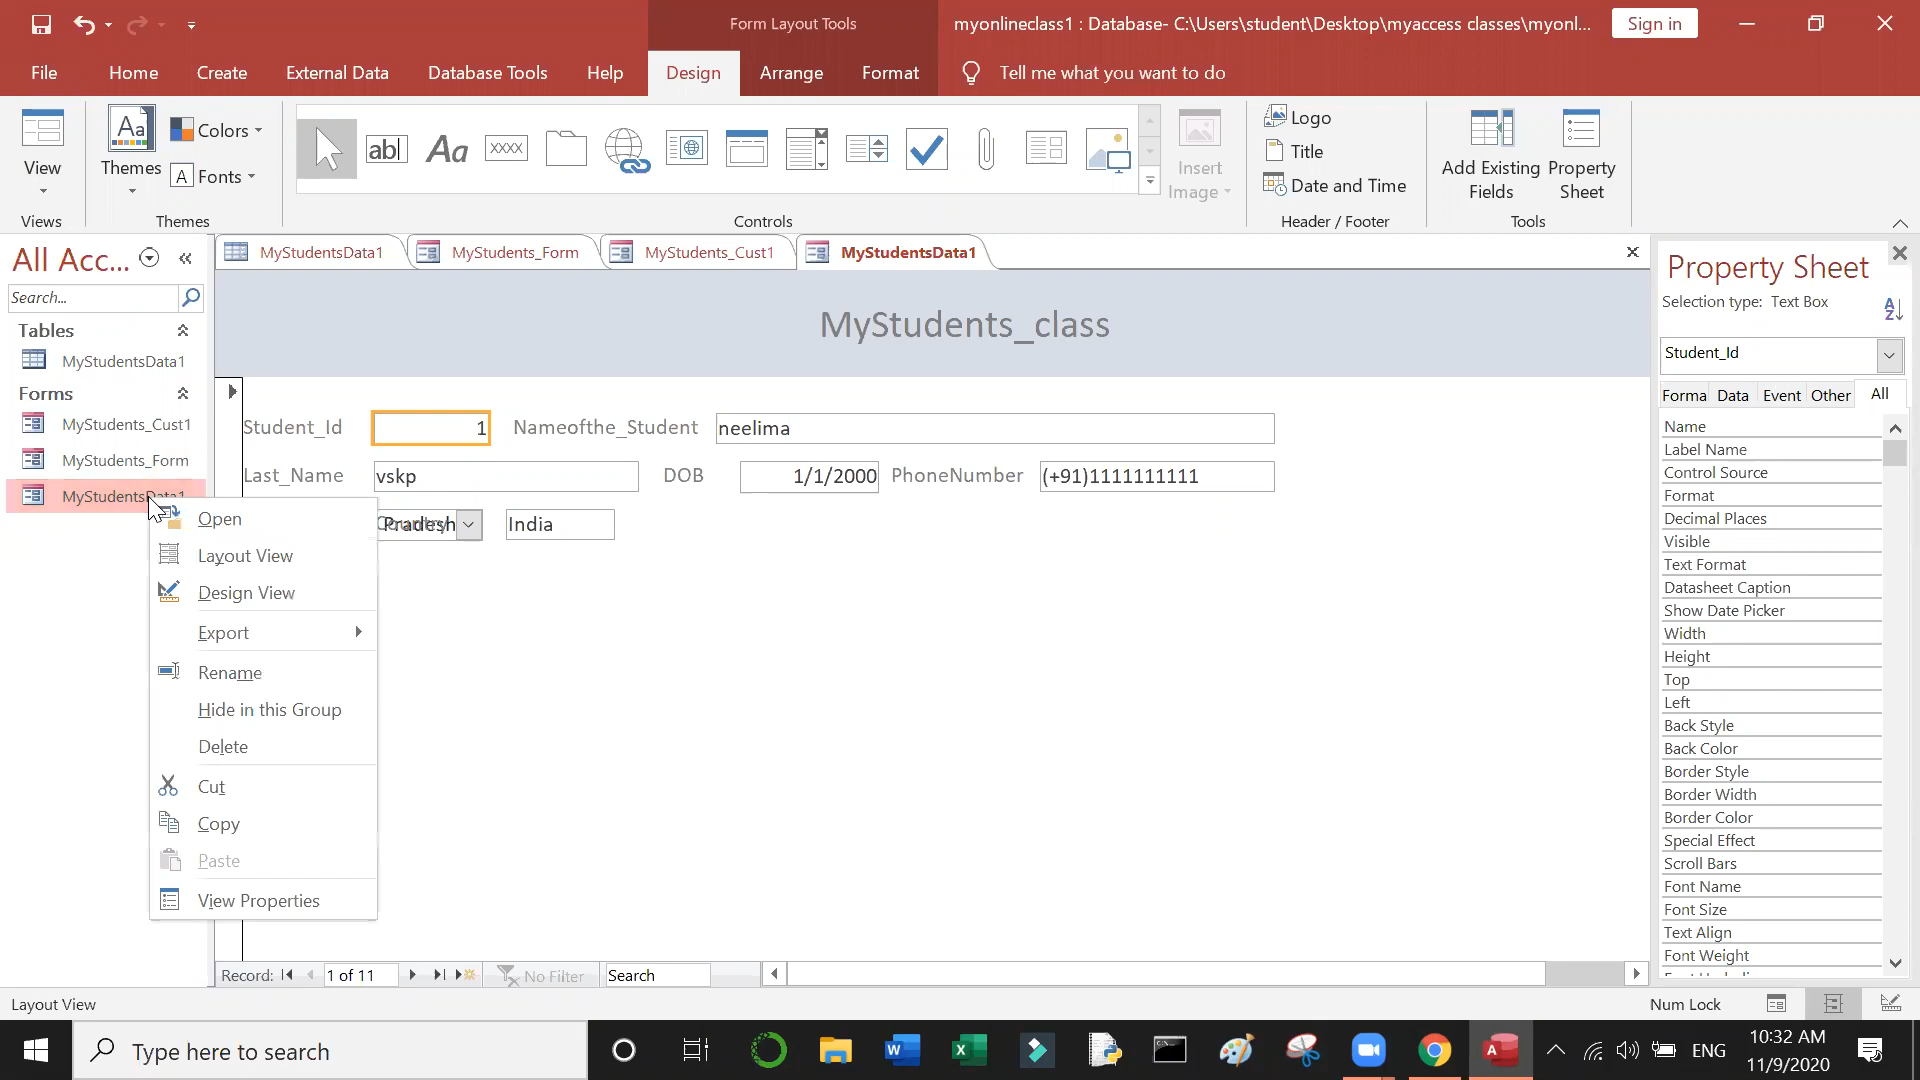 Form Layout Tools
myonlineclass1 : Database- C:\Users\student\Desktop\myaccess classes\myonl...
Sign in
File
Home
Create
External Data
Database Tools
Help
Design
Arrange
Format
Tell me what you want to do
View
Views
Aa
Themes
Colors
A Fonts
Themes
ab|
Aa
XXXX
Controls
Insert
Image
Logo
Title
Date and Time
Header / Footer
Add Existing
Fields
Property
Sheet
Tools
All Acc...
Search...
Tables
MyStudentsData1
Forms
MyStudents_Cust1
MyStudents_Form
MyStudentsData1
Open
Layout View
Design View
Export
Rename
Hide in this Group
Delete
Cut
Copy
Paste
View Properties
MyStudentsData1
MyStudents_Form
MyStudents_Cust1
MyStudentsData1
MyStudents_class
Student_Id
1
Nameofthe_Student
neelima
Last_Name
vskp
DOB
1/1/2000
PhoneNumber
(+91)1111111111
Pradesh
Country
India
Record:
1 of 11
No Filter
Search
Property Sheet
Selection type: Text Box
A
Z
Student_Id
Forma
Data
Event
Other
All
Name
Label Name
Control Source
Format
Decimal Places
Visible
Text Format
Datasheet Caption
Show Date Picker
Width
Height
Top
Left
Back Style
Back Color
Border Style
Border Width
Border Color
Special Effect
Scroll Bars
Font Name
Font Size
Text Align
Font Weight
Layout View
Num Lock
Type here to search
ENG
10:32 AM
11/9/2020